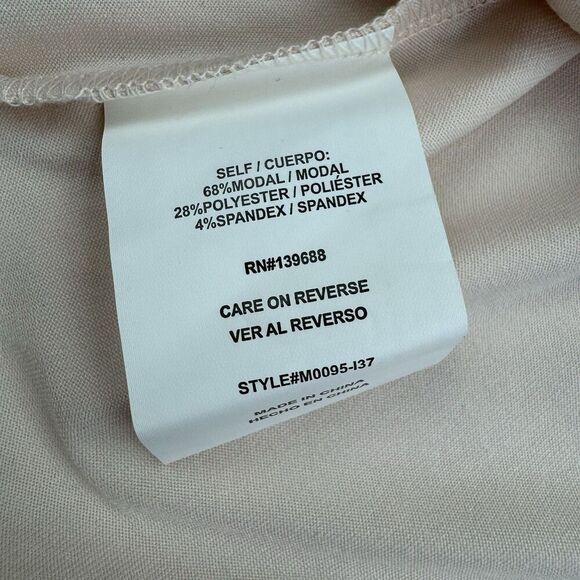 SELF / CUERPO:
68%MODAL / MODAL
28%POLYESTER / POLIÉSTER
4%SPANDEX / SPANDEX
RN#139688
CARE ON REVERSE
VER AL REVERSO
STYLE#M0095-I37
MADE IN CHINA
HECHO EN CHINA